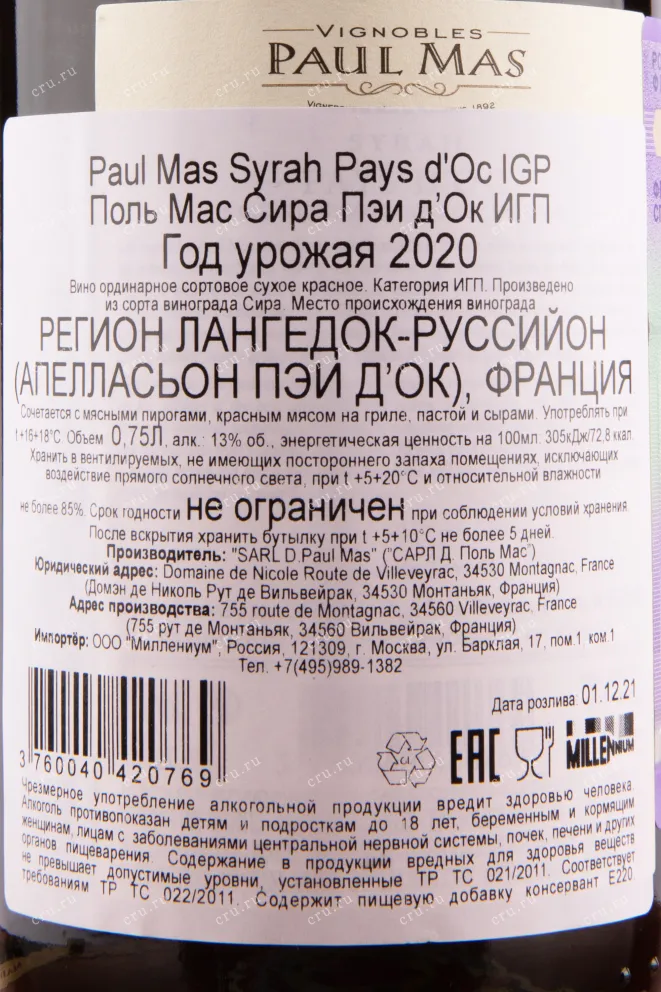 VIGNOBLES
PAUL MAS
1892
Paul Mas Syrah Pays d'Oc IGP
Поль Мас Сира Пэи д'Ок ИГП
Год урожая 2020
Вино ординарное сортовое сухое красное. Категория ИГП. Произведено
из сорта винограда Сира. Место происхождения винограда
РЕГИОН ЛАНГЕДОК-РУССИЙОН
(АПЕЛЛАСЬОН ПЭИ Д'ОК), ФРАНЦИЯ
Сочетается с мясными пирогами, красным мясом на гриле, пастой и сырами. Употреблять при
t +16+18°С. Объем 0,75Л, алк.: 13% об., энергетическая ценность на 100мл. 305кДж/72,8 ккал.
Хранить в вентилируемых, не имеющих постороннего запаха помещениях, исключающих
воздействие прямого солнечного света, при t +5+20°С и относительной влажности
не более 85%. Срок годности не ограничен при соблюдении условий хранения.
После вскрытия хранить бутылку при t +5+10°С не более 5 дней.
Производитель: "SARL D.Paul Mas" ("САРЛ Д. Поль Мас")
Юридический адрес: Domaine de Nicole Route de Villeveyrac, 34530 Montagnac, France
(Домэн де Николь Рут де Вильвейрак, 34530 Монтаньяк, Франция)
Адрес производства: 755 route de Montagnac, 34560 Villeveyrac, France
(755 рут де Монтаньяк, 34560 Вильвейрак, Франция)
Импортёр: ООО "Миллениум", Россия, 121309, г. Москва, ул. Барклая, 17, пом.1 ком.1
Тел. +7(495)989-1382
Дата розлива: 01.12.21
3 760040 420769
EAC
MILLENNIUM
Чрезмерное употребление алкогольной продукции вредит здоровью человека.
Алкоголь противопоказан детям и подросткам до 18 лет, беременным и кормящим
женщинам, лицам с заболеваниями центральной нервной системы, почек, печени и других
органов пищеварения. Содержание в продукции вредных для здоровья веществ
не превышает допустимые уровни, установленные ТР ТС 021/2011. Соответствует
требованиям ТР ТС 022/2011. Содержит пищевую добавку консервант Е220.
cru.ru